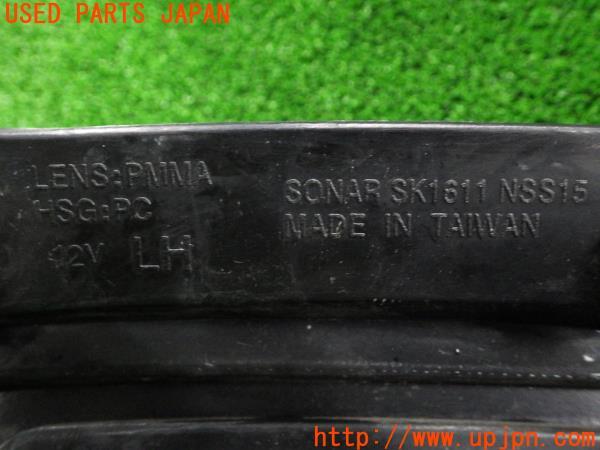 USED PARTS JAPAN
LENS:PMMA
HSG:PC
12V LH
SONAR SK1611 NSS15
MADE IN TAIWAN
UPJ
http://www.upjpn.com/